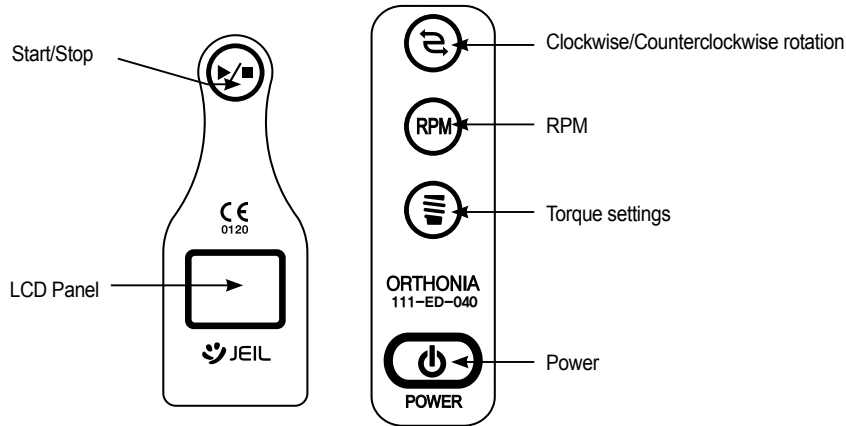 Start/Stop
CE
0120
LCD Panel
JEIL
Clockwise/Counterclockwise rotation
RPM
RPM
Torque settings
ORTHONIA
111-ED-040
Power
POWER